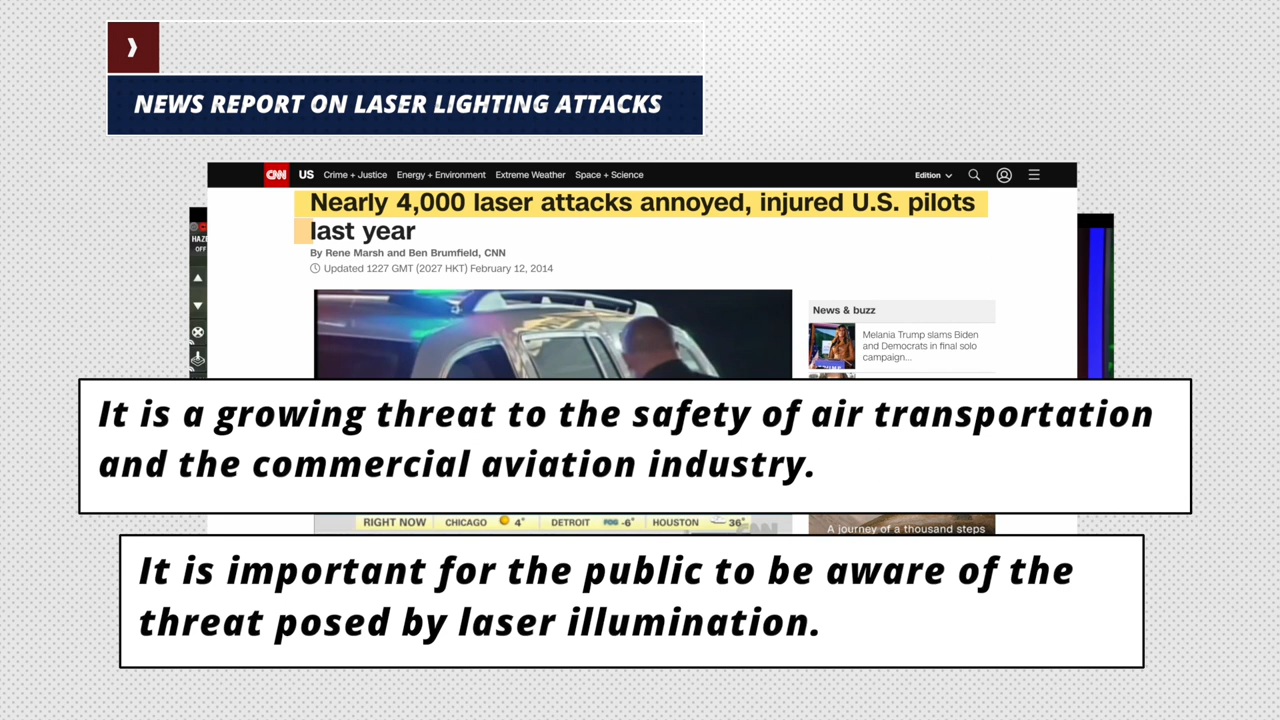 ❯
NEWS REPORT ON LASER LIGHTING ATTACKS
CNN US Crime + Justice Energy + Environment Extreme Weather Space + Science Edition
Nearly 4,000 laser attacks annoyed, injured U.S. pilots
last year
By Rene Marsh and Ben Brumfield, CNN
Updated 1227 GMT (2027 HKT) February 12, 2014
HAZE
OFF
News & buzz
Melania Trump slams Biden
and Democrats in final solo
campaign...
It is a growing threat to the safety of air transportation
and the commercial aviation industry.
RIGHT NOW CHICAGO 4° DETROIT FOG -6° HOUSTON 36°
A journey of a thousand steps
It is important for the public to be aware of the
threat posed by laser illumination.